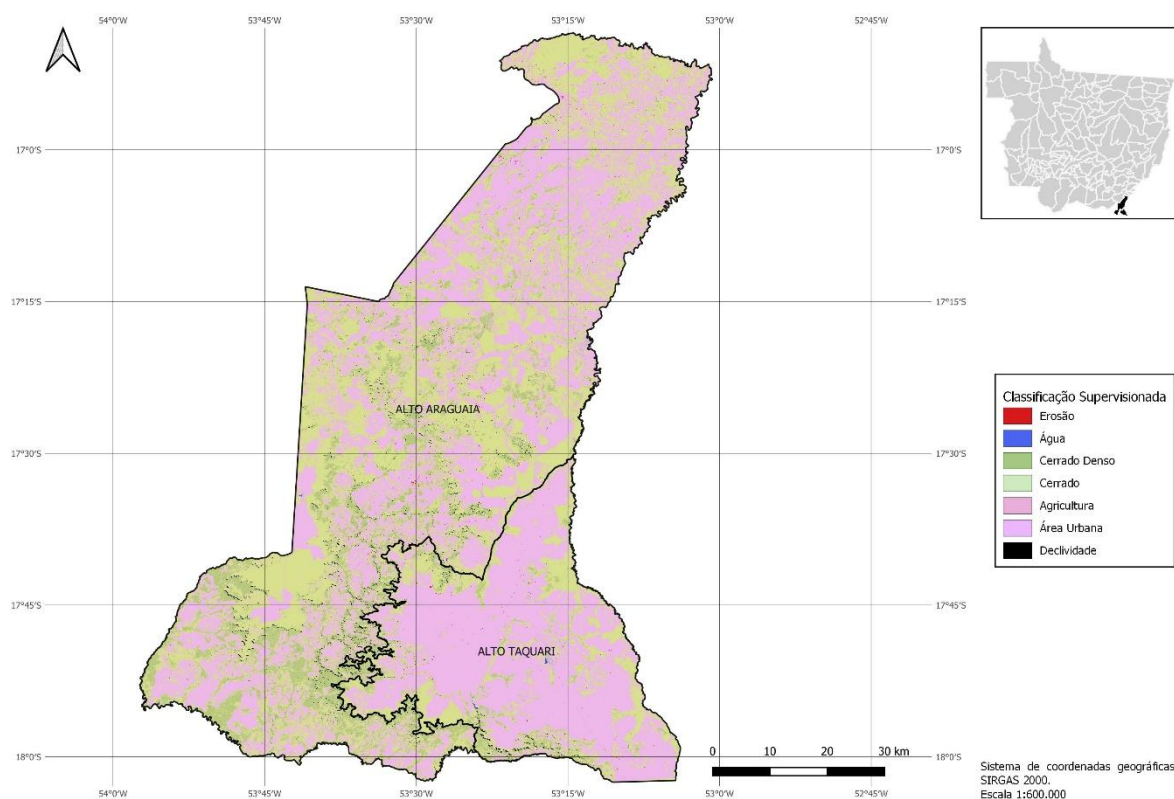 54°0'W 53°45'W 53°30'W 53°15'W 53°0'W 52°45'W
17°0'S 17°0'S
17°15'S 17°15'S
ALTO ARAGUAIA
Classificação Supervisionada
Erosão
Água
Cerrado Denso
Cerrado
Agricultura
Área Urbana
Declividade
17°30'S 17°30'S
17°45'S 17°45'S
ALTO TAQUARI
0 10 20 30 km
18°0'S 18°0'S
Sistema de coordenadas geográficas
SIRGAS 2000.
Escala 1:600.000
54°0'W 53°45'W 53°30'W 53°15'W 53°0'W 52°45'W